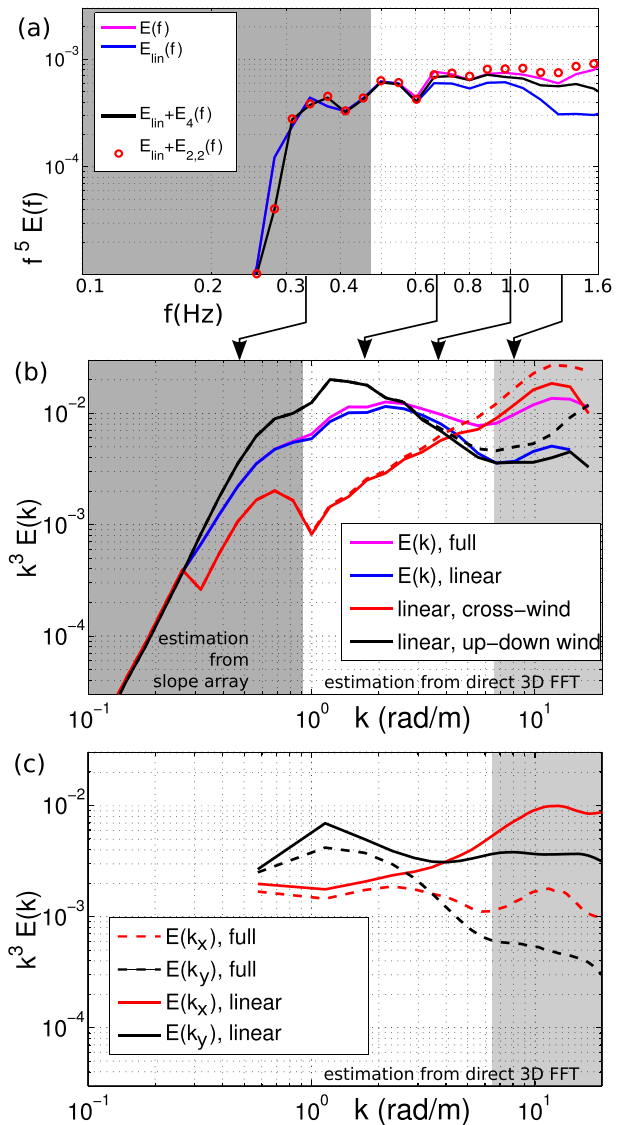 (a)
E(f)
E_lin(f)
E_lin+E_4(f)
E_lin+E_2,2(f)
10^-3
10^-4
f^5 E(f)
0.1 0.2 0.3 0.4 0.6 0.8 1.0 1.6
f(Hz)
(b)
10^-2
10^-3
10^-4
k^3 E(k)
E(k), full
E(k), linear
linear, cross-wind
linear, up-down wind
estimation
from
slope array
estimation from direct 3D FFT
10^-1 10^0 k (rad/m) 10^1
(c)
10^-2
10^-3
10^-4
k^3 E(k)
E(k_x), full
E(k_y), full
E(k_x), linear
E(k_y), linear
estimation from direct 3D FFT
10^-1 10^0 k (rad/m) 10^1